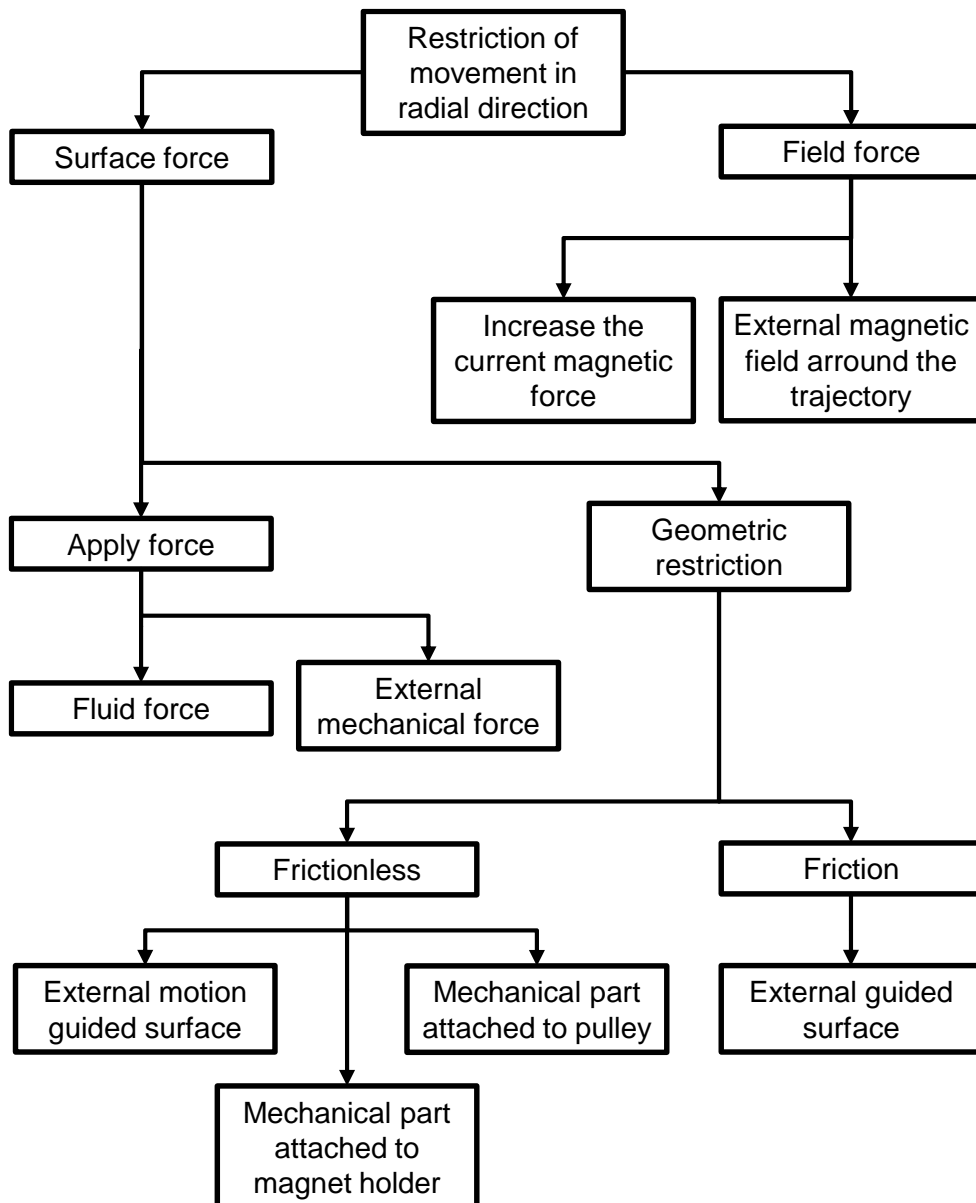 Restriction of
movement in
radial direction
Surface force
Field force
Increase the
current magnetic
force
External magnetic
field arround the
trajectory
Apply force
Geometric
restriction
Fluid force
External
mechanical force
Frictionless
Friction
External motion
guided surface
Mechanical part
attached to pulley
External guided
surface
Mechanical part
attached to
magnet holder